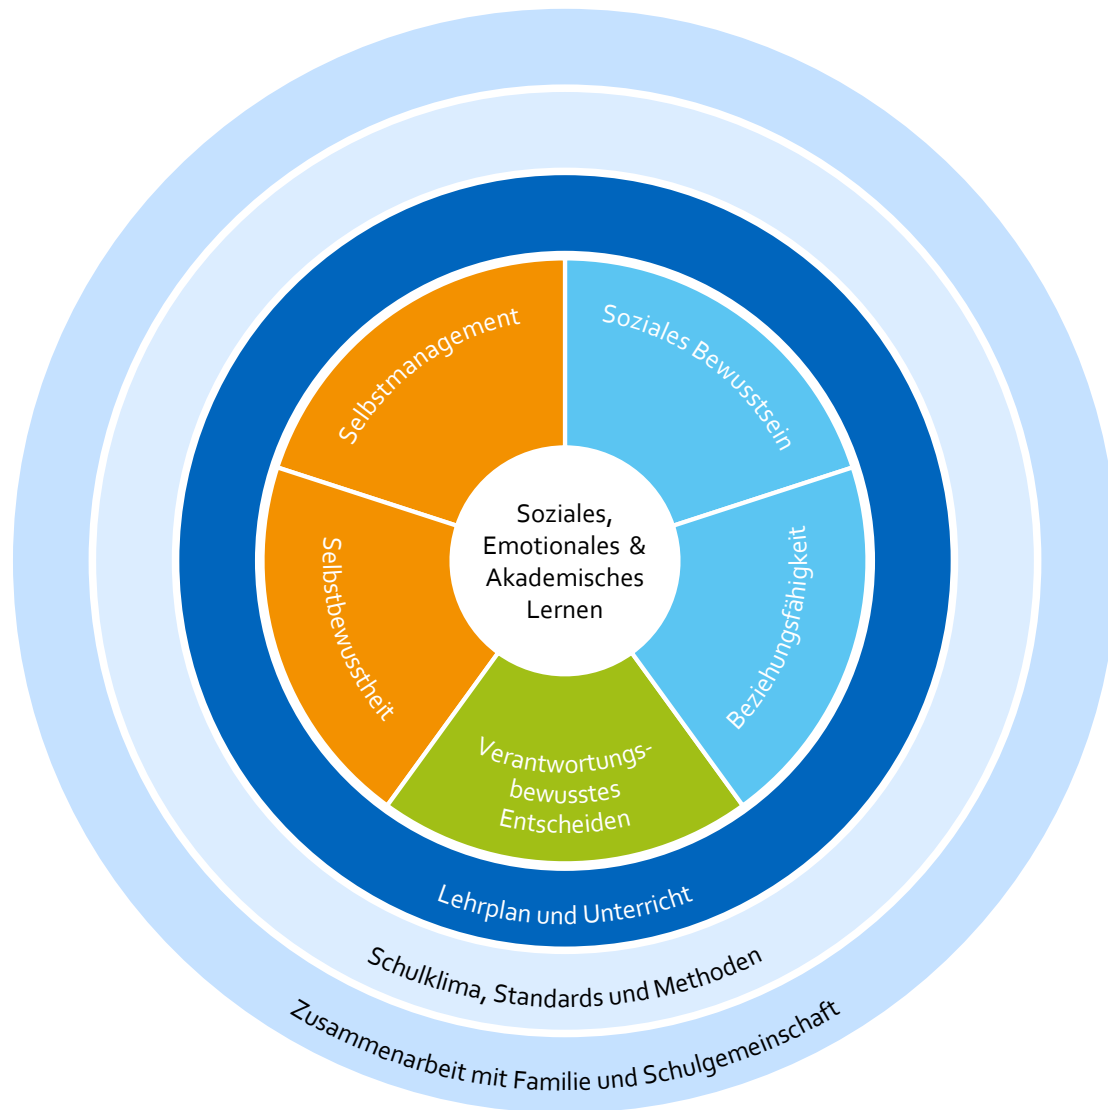 Selbstmanagement
Soziales Bewusstsein
Soziales,
Emotionales &
Akademisches
Lernen
Selbstbewusstheit
Beziehungsfähigkeit
Verantwortungs-
bewusstes
Entscheiden
Lehrplan und Unterricht
Schulklima, Standards und Methoden
Zusammenarbeit mit Familie und Schulgemeinschaft